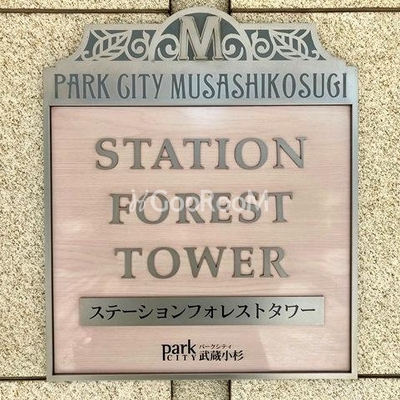 M
PARK CITY MUSASHIKOSUGI
STATION
GooRooM
FOREST
TOWER
ステーションフォレストタワー
park CITY パークシティ 武蔵小杉